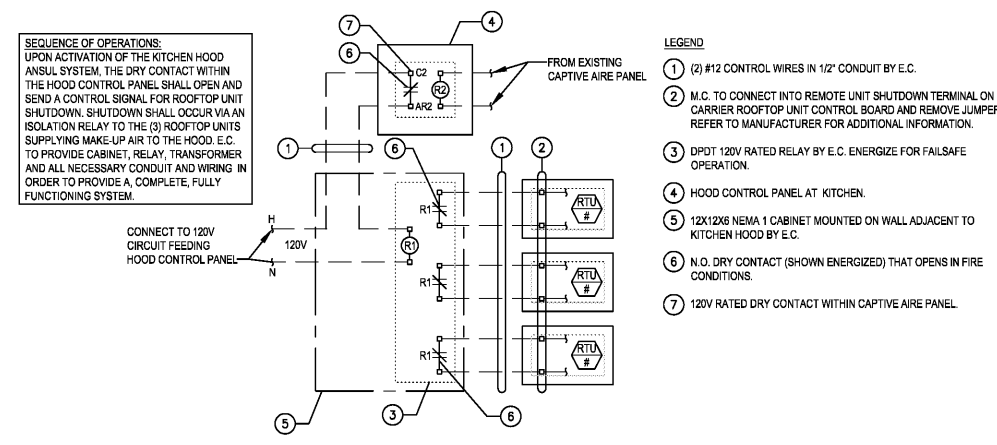 SEQUENCE OF OPERATIONS:
UPON ACTIVATION OF THE KITCHEN HOOD
ANSUL SYSTEM, THE DRY CONTACT WITHIN
THE HOOD CONTROL PANEL SHALL OPEN AND
SEND A CONTROL SIGNAL FOR ROOFTOP UNIT
SHUTDOWN. SHUTDOWN SHALL OCCUR VIA AN
ISOLATION RELAY TO THE (3) ROOFTOP UNITS
SUPPLYING MAKE-UP AIR TO THE HOOD. E.C.
TO PROVIDE CABINET, RELAY, TRANSFORMER
AND ALL NECESSARY CONDUIT AND WIRING IN
ORDER TO PROVIDE A, COMPLETE, FULLY
FUNCTIONING SYSTEM.
7
4
6
C2
R2
AR2
FROM EXISTING
CAPTIVE AIRE PANEL
1
6
1
2
H
CONNECT TO 120V
CIRCUIT FEEDING
HOOD CONTROL PANEL
120V
N
R1
R1
R1
R1
RTU
#
RTU
#
RTU
#
5
3
6
LEGEND
1 (2) #12 CONTROL WIRES IN 1/2" CONDUIT BY E.C.
2 M.C. TO CONNECT INTO REMOTE UNIT SHUTDOWN TERMINAL ON
CARRIER ROOFTOP UNIT CONTROL BOARD AND REMOVE JUMPER
REFER TO MANUFACTURER FOR ADDITIONAL INFORMATION.
3 DPDT 120V RATED RELAY BY E.C. ENERGIZE FOR FAILSAFE
OPERATION.
4 HOOD CONTROL PANEL AT KITCHEN.
5 12X12X6 NEMA 1 CABINET MOUNTED ON WALL ADJACENT TO
KITCHEN HOOD BY E.C.
6 N.O. DRY CONTACT (SHOWN ENERGIZED) THAT OPENS IN FIRE
CONDITIONS.
7 120V RATED DRY CONTACT WITHIN CAPTIVE AIRE PANEL.